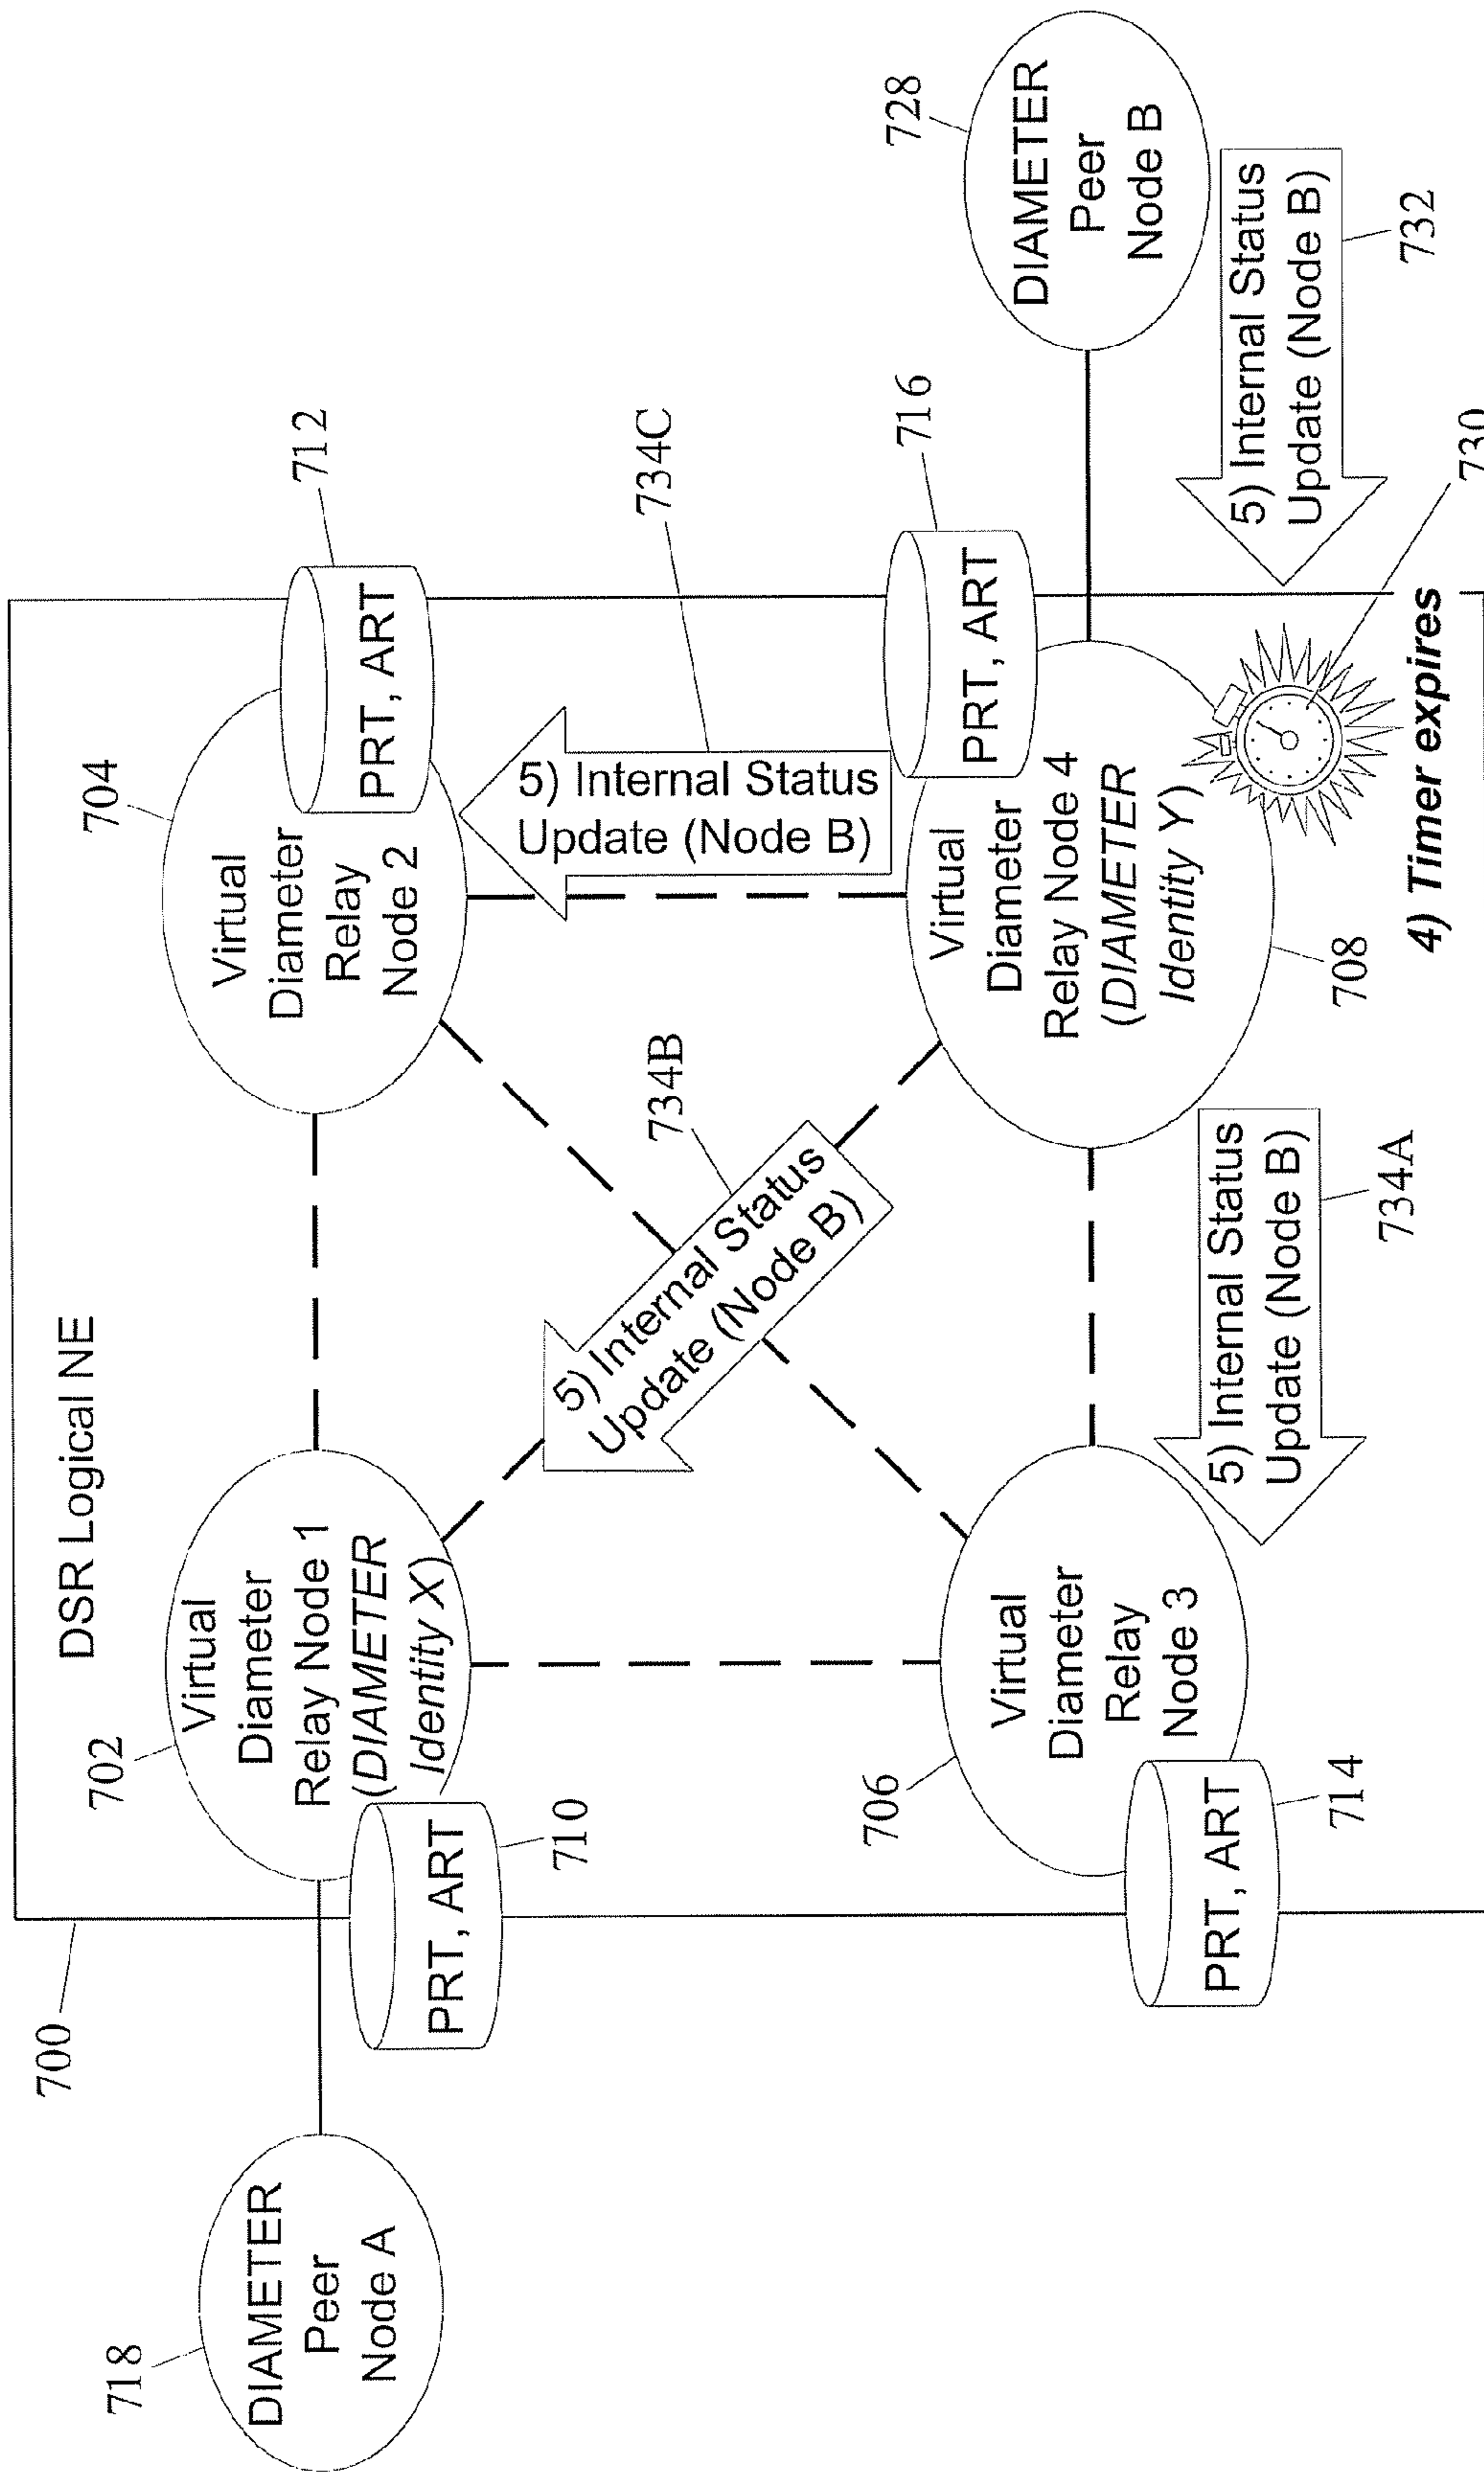 DSR Logical NE
700
702
Virtual
Diameter
Relay Node 1
(DIAMETER
Identity X)
PRT, ART
710
704
Virtual
Diameter
Relay
Node 2
PRT, ART
712
718
DIAMETER
Peer
Node A
5) Internal Status
Update (Node B)
734B
5) Internal Status
Update (Node B)
734C
706
Virtual
Diameter
Relay
Node 3
PRT, ART
714
Virtual
Diameter
Relay Node 4
(DIAMETER
Identity Y)
708
PRT, ART
716
728
DIAMETER
Peer
Node B
5) Internal Status
Update (Node B)
734A
5) Internal Status
Update (Node B)
732
730
4) Timer expires